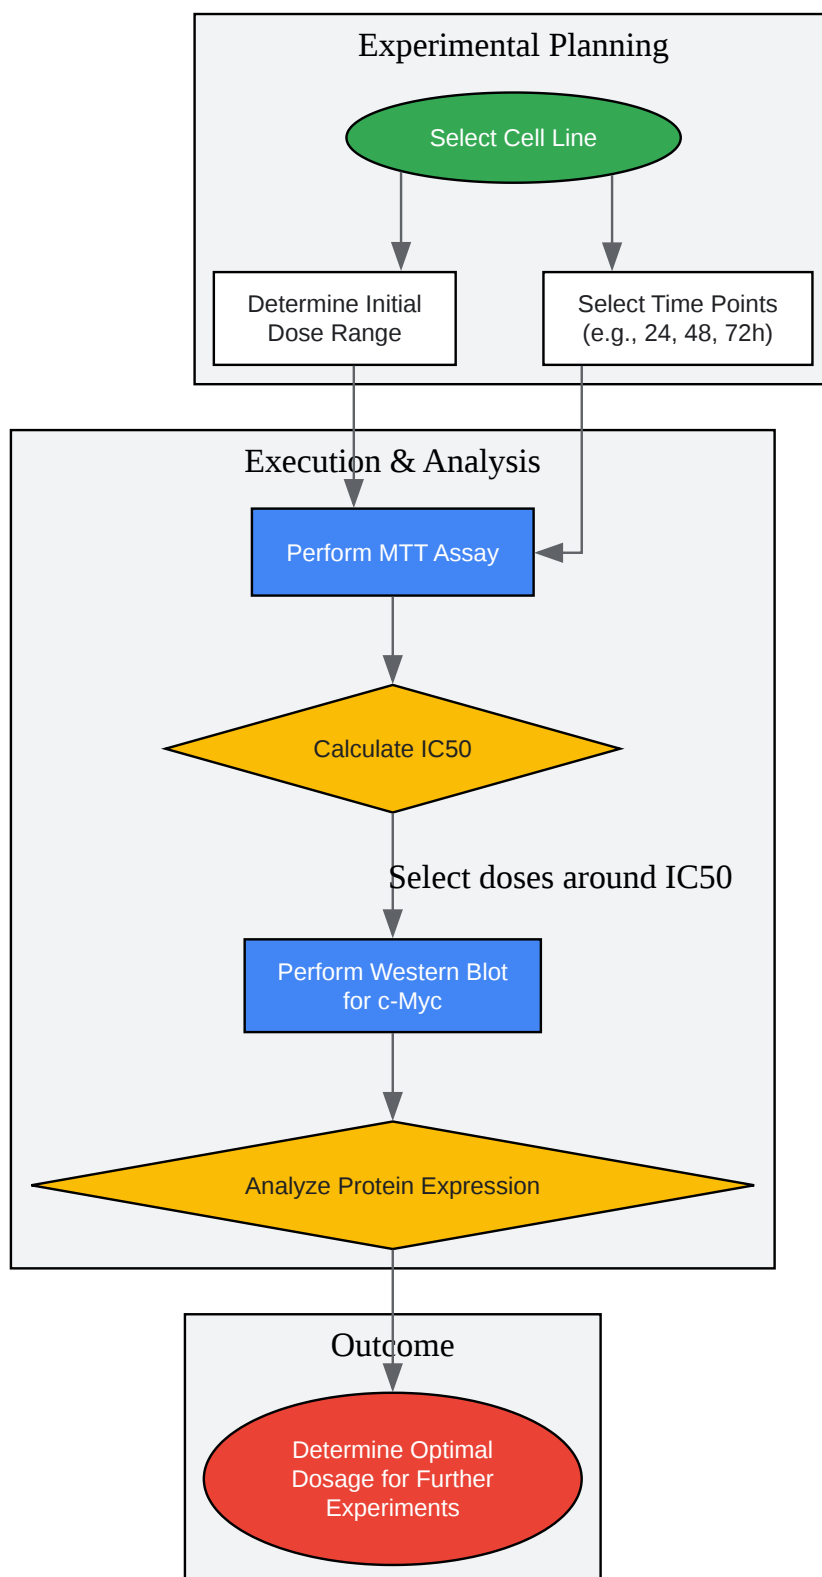 Experimental Planning
Select Cell Line
Determine Initial
Dose Range
Select Time Points
(e.g., 24, 48, 72h)
Execution & Analysis
Perform MTT Assay
Calculate IC50
Select doses around IC50
Perform Western Blot
for c-Myc
Analyze Protein Expression
Outcome
Determine Optimal
Dosage for Further
Experiments